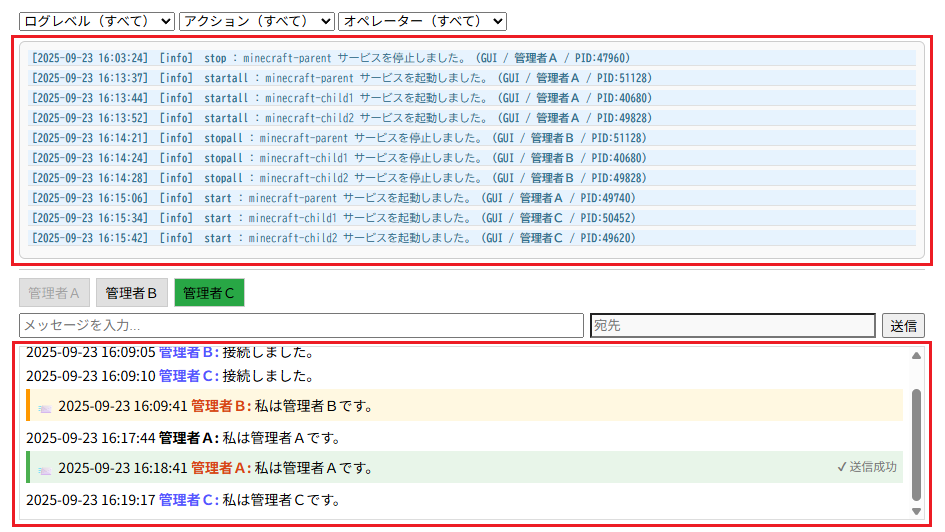 ログレベル（すべて） アクション（すべて） オペレーター（すべて）
[2025-09-23 16:03:24] [info] stop : minecraft-parent サービスを停止しました。 (GUI / 管理者Ａ / PID:47960)
[2025-09-23 16:13:37] [info] startall : minecraft-parent サービスを起動しました。 (GUI / 管理者Ａ / PID:51128)
[2025-09-23 16:13:44] [info] startall : minecraft-child1 サービスを起動しました。 (GUI / 管理者Ａ / PID:40680)
[2025-09-23 16:13:52] [info] startall : minecraft-child2 サービスを起動しました。 (GUI / 管理者Ａ / PID:49828)
[2025-09-23 16:14:21] [info] stopall : minecraft-parent サービスを停止しました。 (GUI / 管理者Ｂ / PID:51128)
[2025-09-23 16:14:24] [info] stopall : minecraft-child1 サービスを停止しました。 (GUI / 管理者Ｂ / PID:40680)
[2025-09-23 16:14:28] [info] stopall : minecraft-child2 サービスを停止しました。 (GUI / 管理者Ｂ / PID:49828)
[2025-09-23 16:15:06] [info] start : minecraft-parent サービスを起動しました。 (GUI / 管理者Ａ / PID:49740)
[2025-09-23 16:15:34] [info] start : minecraft-child1 サービスを起動しました。 (GUI / 管理者Ｃ / PID:50452)
[2025-09-23 16:15:42] [info] start : minecraft-child2 サービスを起動しました。 (GUI / 管理者Ｃ / PID:49620)
管理者Ａ 管理者Ｂ 管理者Ｃ
メッセージを入力... 宛先 送信
2025-09-23 16:09:05 管理者Ｂ: 接続しました。
2025-09-23 16:09:10 管理者Ｃ: 接続しました。
2025-09-23 16:09:41 管理者Ｂ: 私は管理者Ｂです。
2025-09-23 16:17:44 管理者Ａ: 私は管理者Ａです。
2025-09-23 16:18:41 管理者Ａ: 私は管理者Ａです。 ✓ 送信成功
2025-09-23 16:19:17 管理者Ｃ: 私は管理者Ｃです。